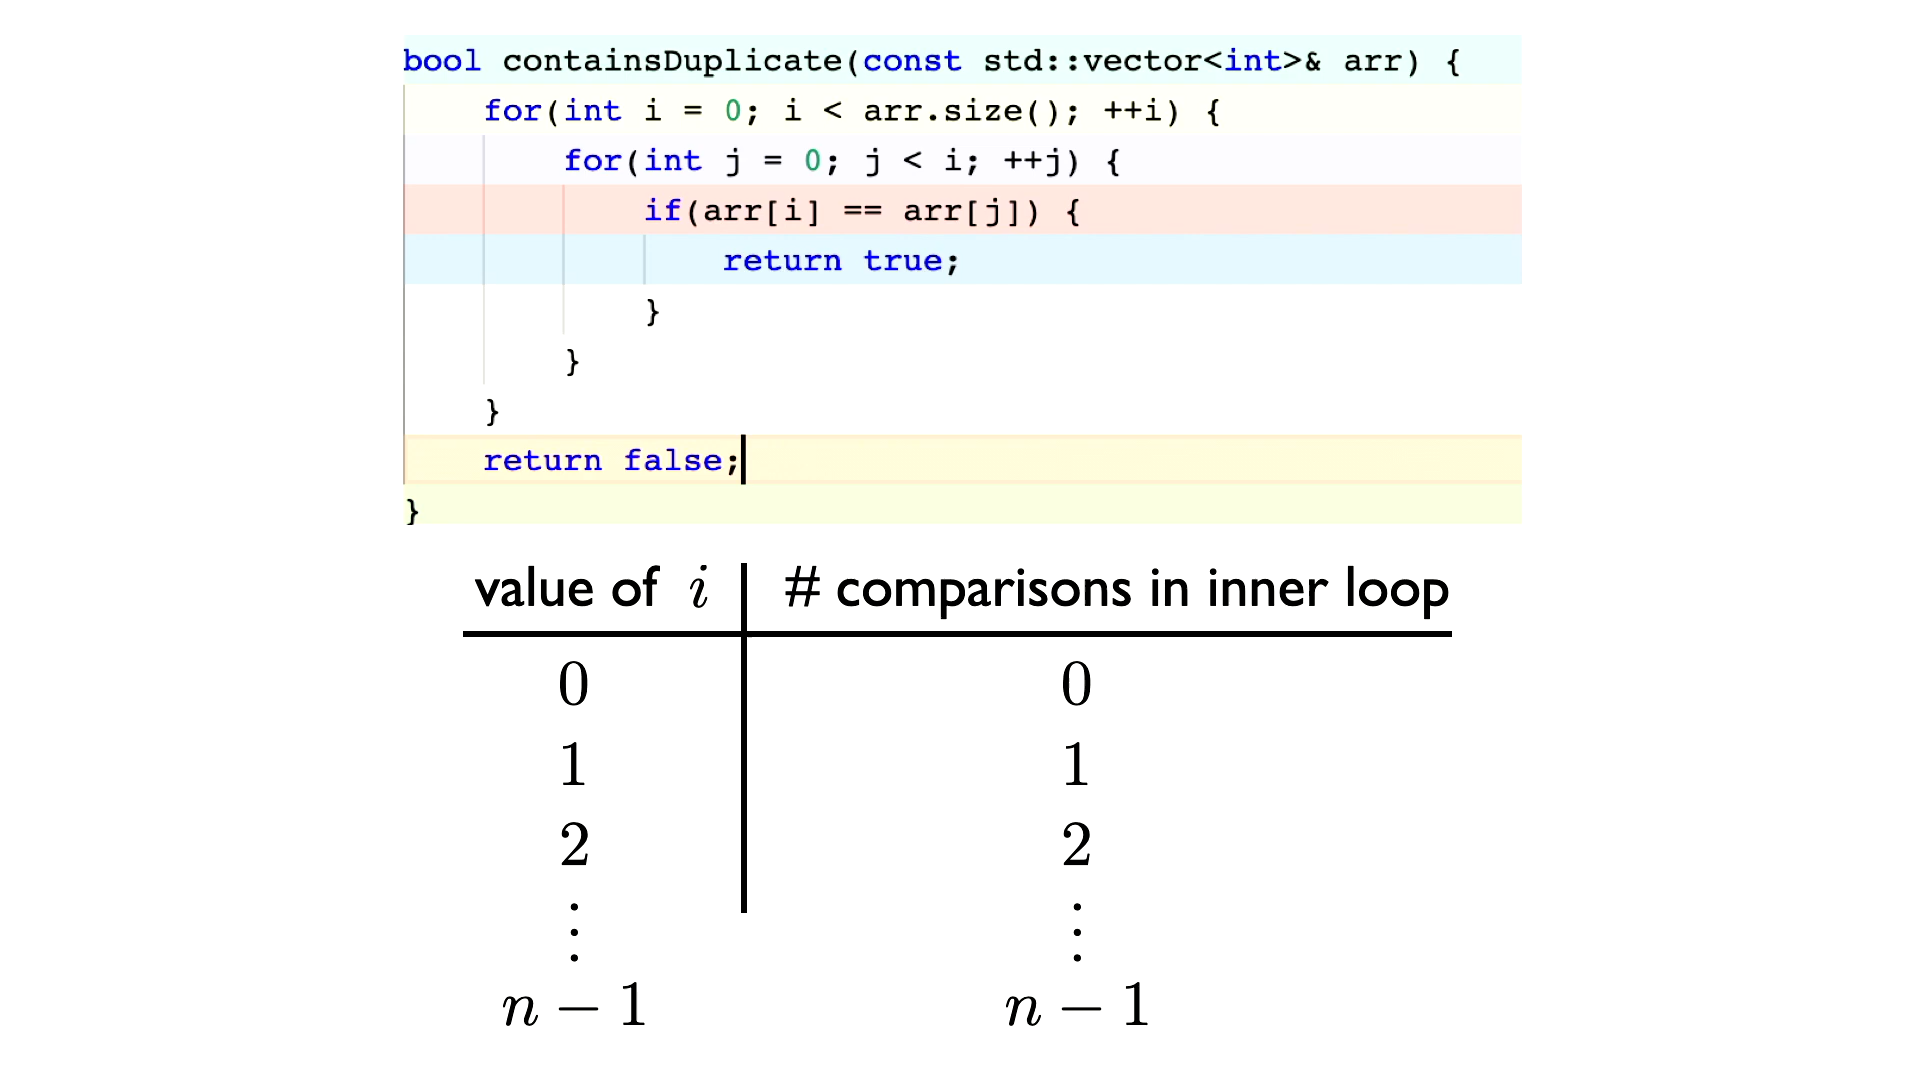 bool containsDuplicate(const std::vector<int>& arr) {
    for(int i = 0; i < arr.size(); ++i) {
        for(int j = 0; j < i; ++j) {
            if(arr[i] == arr[j]) {
                return true;
            }
        }
    }
    return false;
}
value of i # comparisons in inner loop
0 0
1 1
2 2
⋮ ⋮
n − 1 n − 1